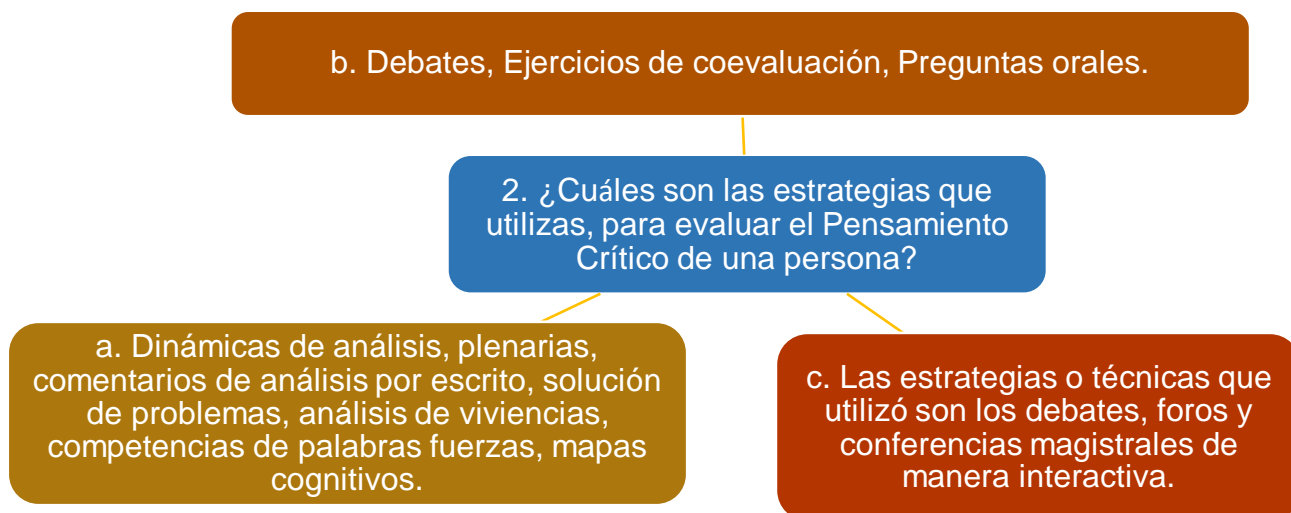 b. Debates, Ejercicios de coevaluación, Preguntas orales.
2. ¿Cuáles son las estrategias que
utilizas, para evaluar el Pensamiento
Crítico de una persona?
a. Dinámicas de análisis, plenarias,
comentarios de análisis por escrito, solución
de problemas, análisis de viviencias,
competencias de palabras fuerzas, mapas
cognitivos.
c. Las estrategias o técnicas que
utilizó son los debates, foros y
conferencias magistrales de
manera interactiva.